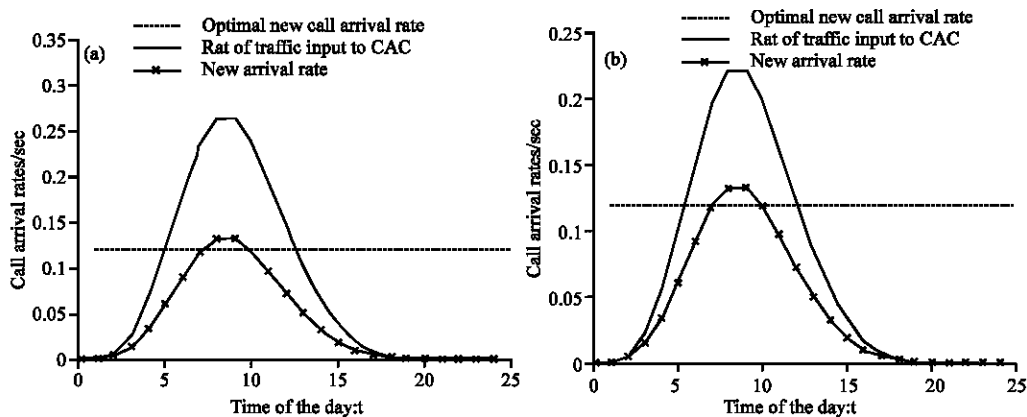 (a)
Optimal new call arrival rate
Rat of traffic input to CAC
New arrival rate
Call arrival rates/sec
0.35
0.3
0.25
0.2
0.15
0.1
0.05
0
0
5
10
15
20
25
Time of the day:t
(b)
Optimal new call arrival rate
Rat of traffic input to CAC
New arrival rate
Call arrival rates/sec
0.25
0.2
0.15
0.1
0.05
0
0
5
10
15
20
25
Time of the day:t